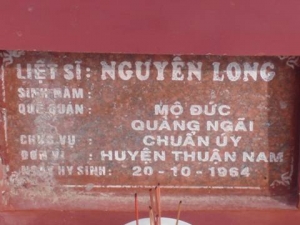 LIỆT SĨ: NGUYỄN LONG
SINH NĂM:
QUÊ QUÁN: MỘ ĐỨC
QUẢNG NGÃI
CHỨC VỤ: CHUẨN ÚY
ĐƠN VỊ: HUYỆN THUẬN NAM
NGÀY HY SINH: 20-10-1964